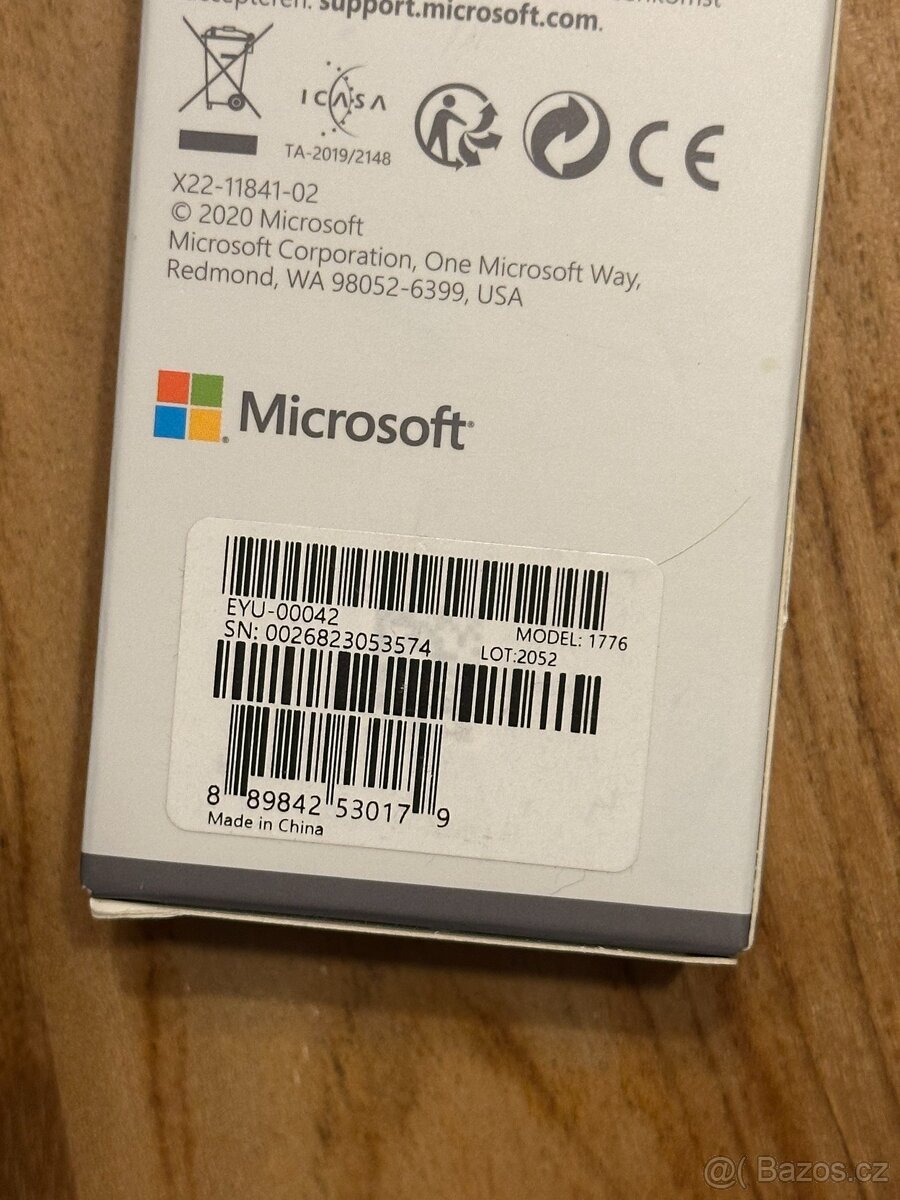 support.microsoft.com.
ICASA
TA-2019/2148
CE
X22-11841-02
© 2020 Microsoft
Microsoft Corporation, One Microsoft Way,
Redmond, WA 98052-6399, USA
Microsoft
EYU-00042
MODEL: 1776
SN: 0026823053574
LOT:2052
8 89842 53017 9
Made in China
@( Bazos.cz